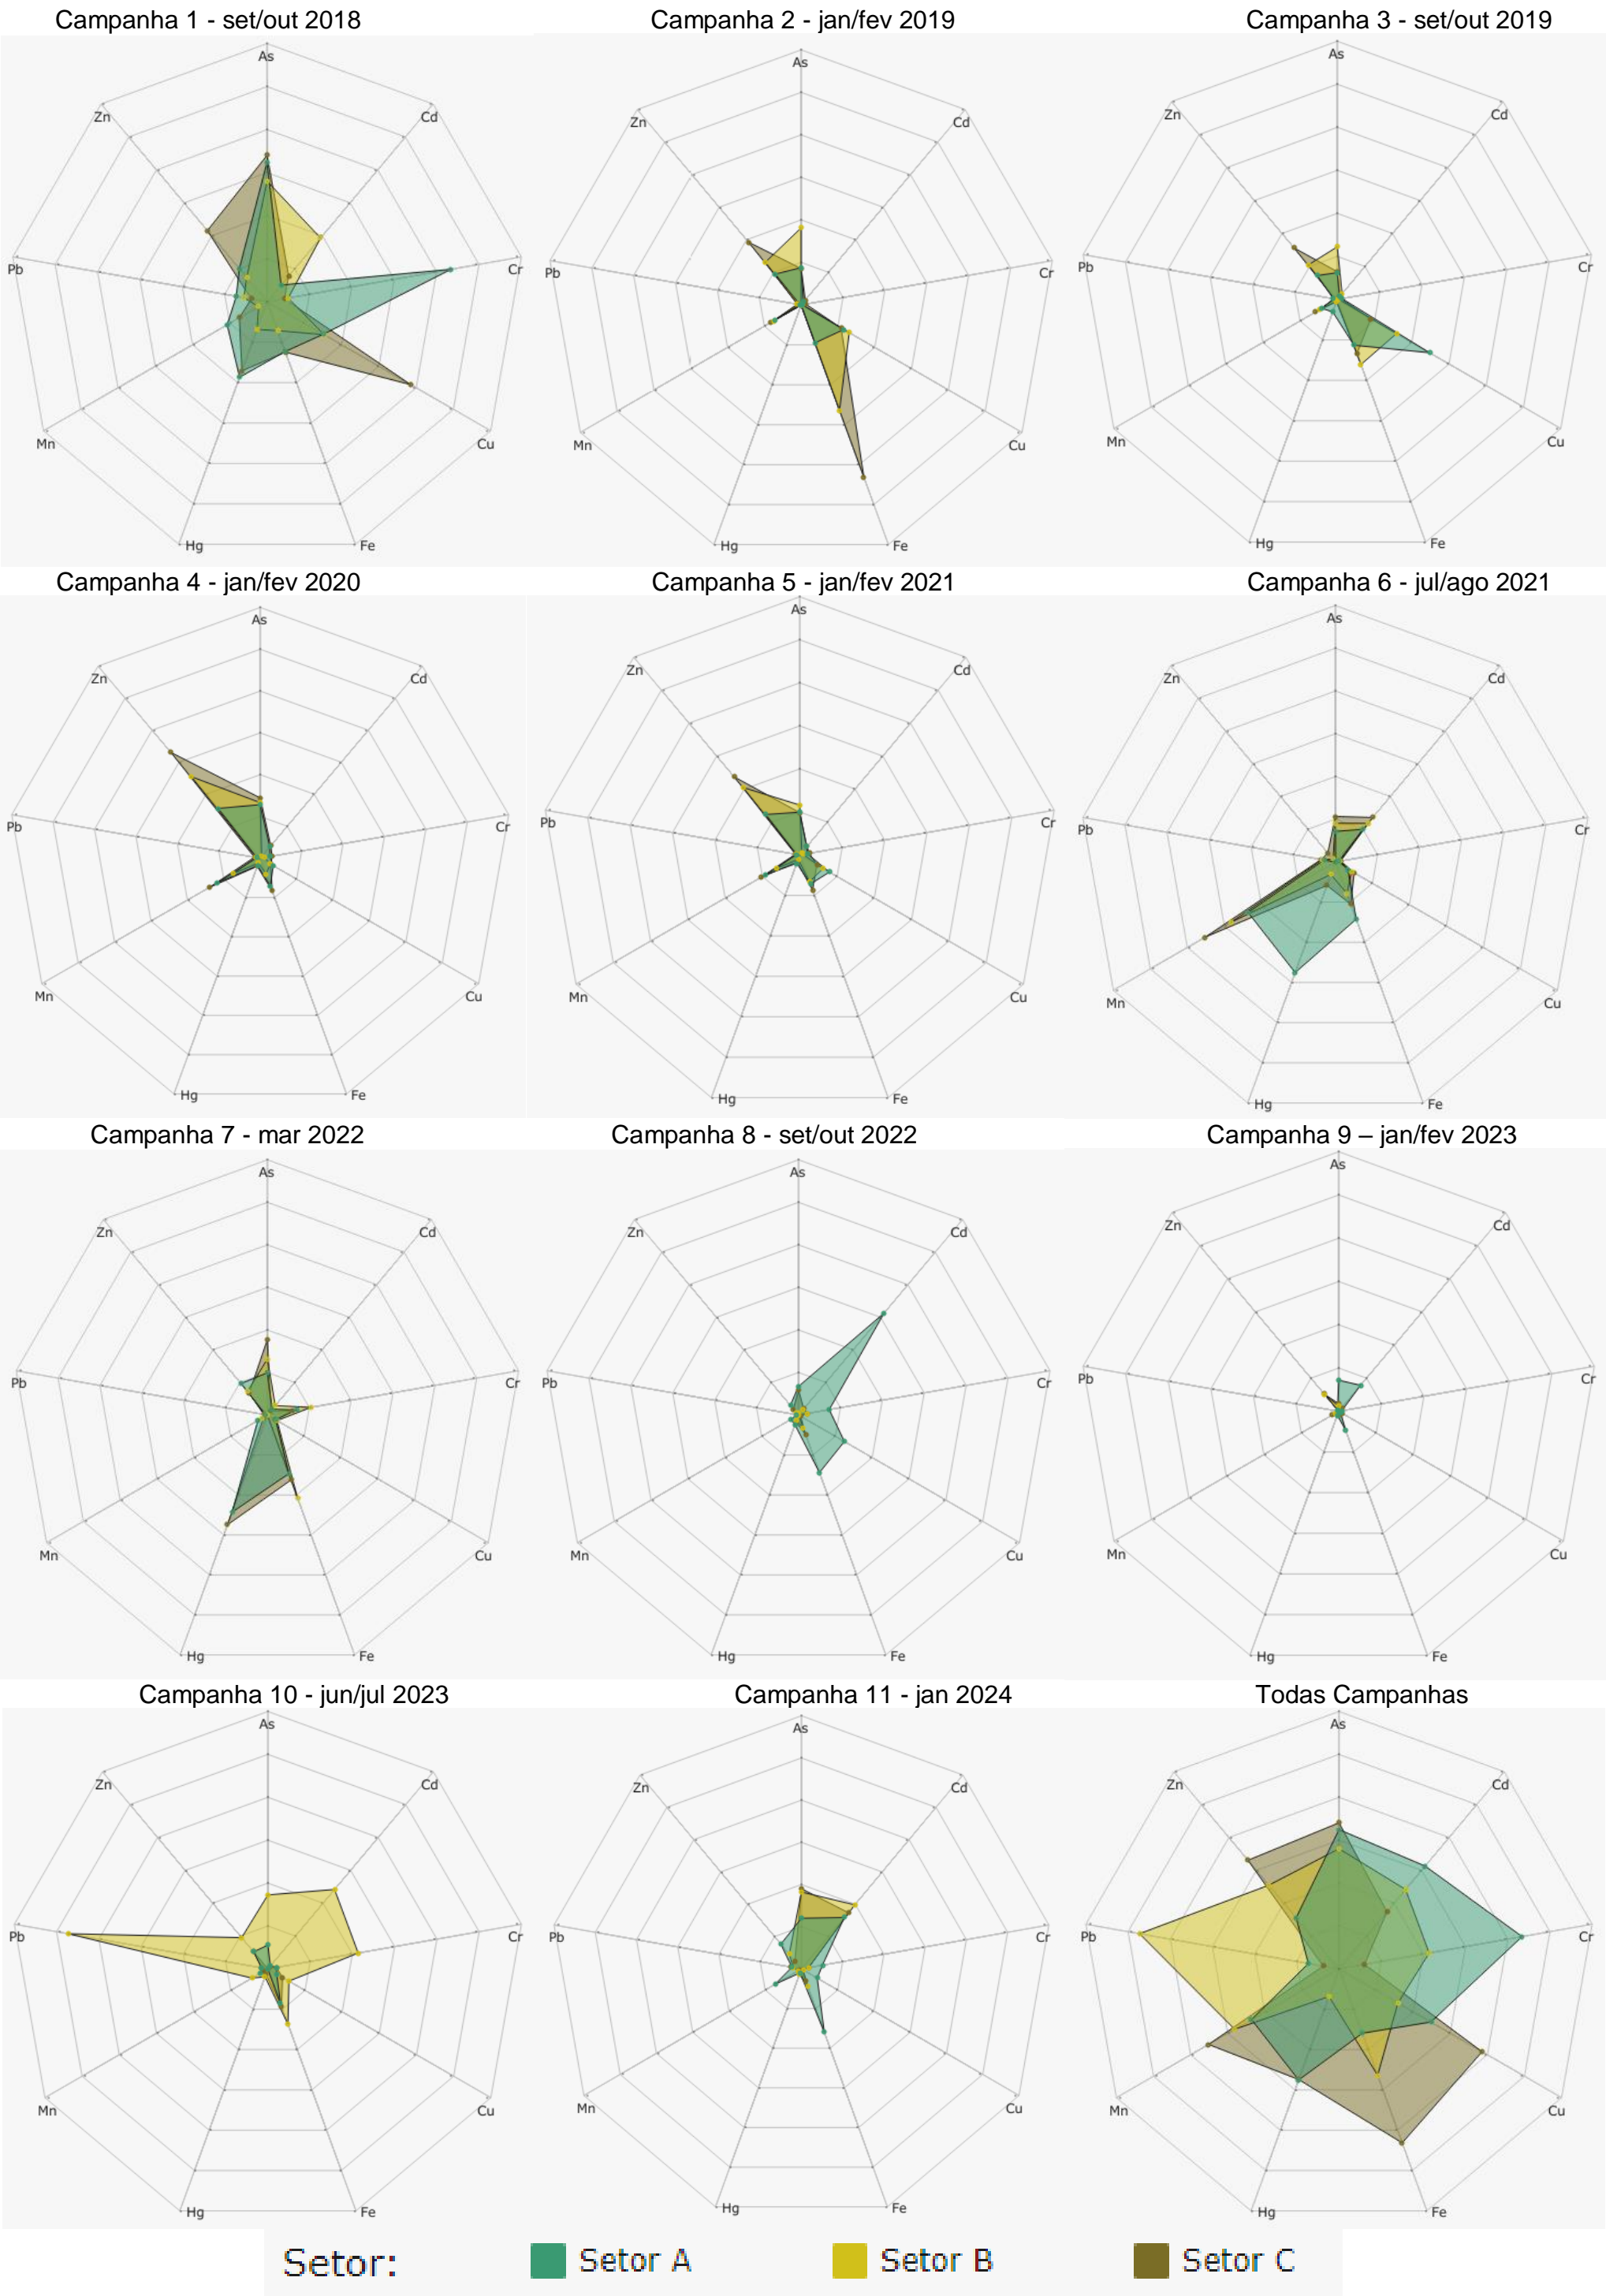 Campanha 1 - set/out 2018
Campanha 2 - jan/fev 2019
Campanha 3 - set/out 2019
As
Zn
Cd
Pb
Cr
Mn
Cu
Hg
Fe
As
Zn
Cd
Pb
Cr
Mn
Cu
Hg
Fe
As
Zn
Cd
Pb
Cr
Mn
Cu
Hg
Fe
Campanha 4 - jan/fev 2020
Campanha 5 - jan/fev 2021
Campanha 6 - jul/ago 2021
As
Zn
Cd
Pb
Cr
Mn
Cu
Hg
Fe
As
Zn
Cd
Pb
Cr
Mn
Cu
Hg
Fe
As
Zn
Cd
Pb
Cr
Mn
Cu
Hg
Fe
Campanha 7 - mar 2022
Campanha 8 - set/out 2022
Campanha 9 – jan/fev 2023
As
Zn
Cd
Pb
Cr
Mn
Cu
Hg
Fe
As
Zn
Cd
Pb
Cr
Mn
Cu
Hg
Fe
As
Zn
Cd
Pb
Cr
Mn
Cu
Hg
Fe
Campanha 10 - jun/jul 2023
Campanha 11 - jan 2024
Todas Campanhas
As
Zn
Cd
Pb
Cr
Mn
Cu
Hg
Fe
As
Zn
Cd
Pb
Cr
Mn
Cu
Hg
Fe
As
Zn
Cd
Pb
Cr
Mn
Cu
Hg
Fe
Setor: Setor A Setor B Setor C